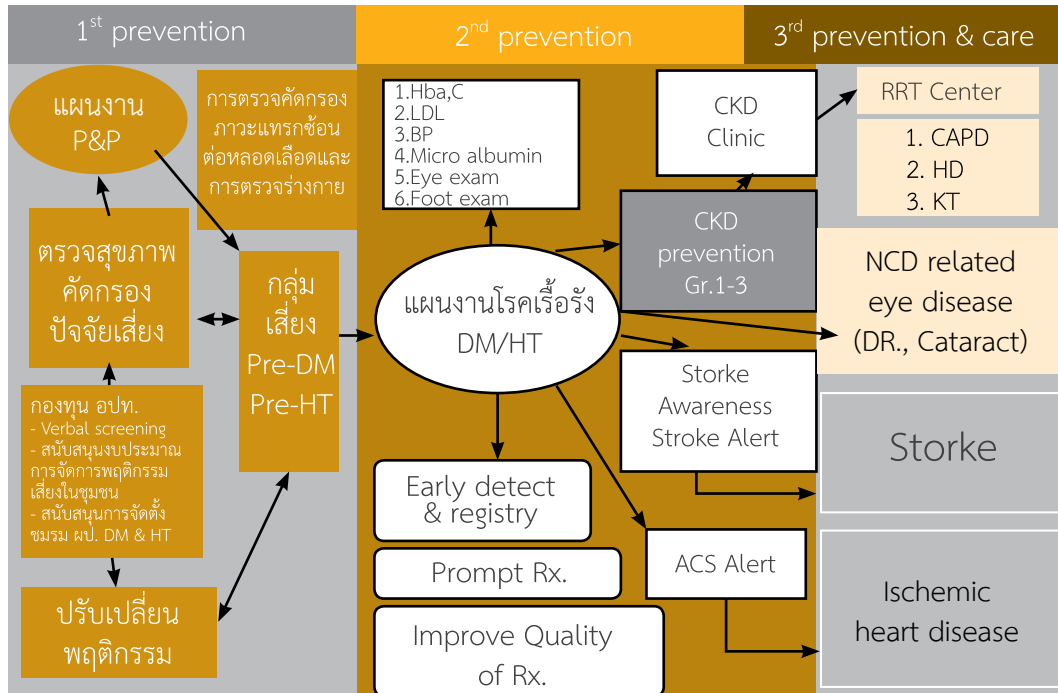 1st prevention
2nd prevention
3rd prevention & care
แผนงาน
P&P
การตรวจคัดกรอง
ภาวะแทรกซ้อน
ต่อหลอดเลือดและ
การตรวจร่างกาย
ตรวจสุขภาพ
คัดกรอง
ปัจจัยเสี่ยง
กลุ่ม
เสี่ยง
Pre-DM
Pre-HT
กองทุน อปท.
- Verbal screening
- สนับสนุนงบประมาณ
การจัดการพฤติกรรม
เสี่ยงในชุมชน
- สนับสนุนการจัดตั้ง
ชมรม ผป. DM & HT
ปรับเปลี่ยน
พฤติกรรม
1.Hba,C
2.LDL
3.BP
4.Micro albumin
5.Eye exam
6.Foot exam
แผนงานโรคเรื้อรัง
DM/HT
Early detect
& registry
Prompt Rx.
Improve Quality
of Rx.
CKD
Clinic
CKD
prevention
Gr.1-3
Storke
Awareness
Stroke Alert
ACS Alert
RRT Center
1. CAPD
2. HD
3. KT
NCD related
eye disease
(DR., Cataract)
Storke
Ischemic
heart disease